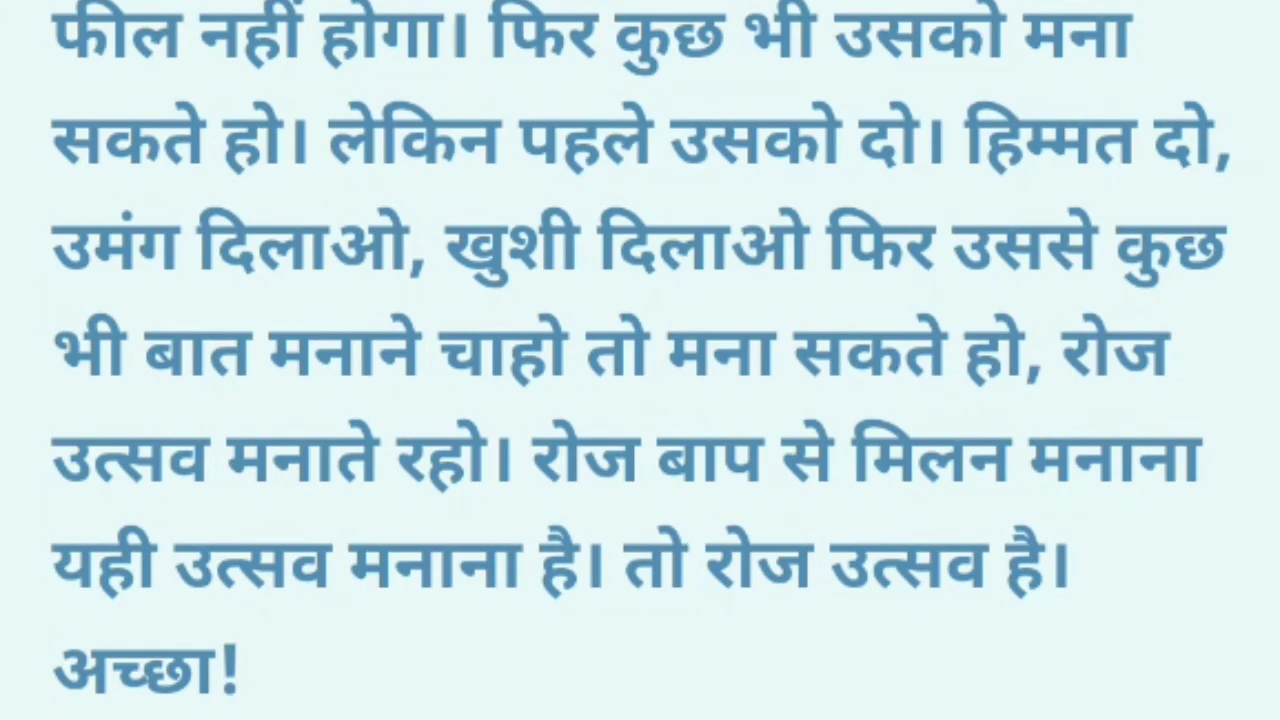 फील नहीं होगा। फिर कुछ भी उसको मना
सकते हो। लेकिन पहले उसको दो। हिम्मत दो,
उमंग दिलाओ, खुशी दिलाओ फिर उससे कुछ
भी बात मनाने चाहो तो मना सकते हो, रोज
उत्सव मनाते रहो। रोज बाप से मिलन मनाना
यही उत्सव मनाना है। तो रोज उत्सव है।
अच्छा!